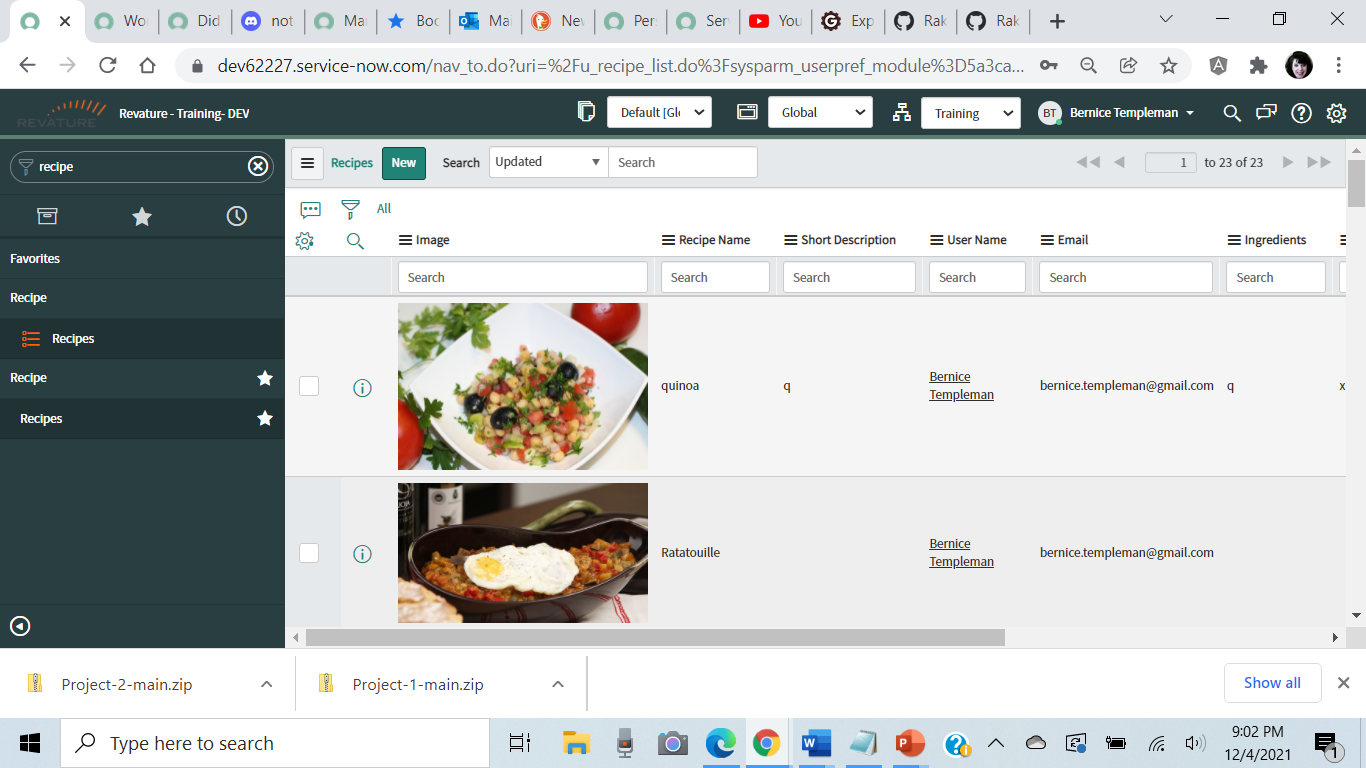 Wo
Did
not
Ma
Boo
Ma
Nev
Per
Ser
You
Exp
Rak
Rak
dev62227.service-now.com/nav_to.do?uri=%2Fu_recipe_list.do%3Fsysparm_userpref_module%3D5a3ca...
REVATURE
Revature - Training- DEV
Default [Gl
Global
Training
BT
Bernice Templeman
recipe
Recipes
New
Search
Updated
Search
1
to 23 of 23
All
Favorites
Recipe
Recipes
Recipe
Recipes
Image
Recipe Name
Short Description
User Name
Email
Ingredients
Search
Search
Search
Search
Search
Search
quinoa
q
Bernice
Templeman
bernice.templeman@gmail.com
q
x
Ratatouille
Bernice
Templeman
bernice.templeman@gmail.com
Project-2-main.zip
Project-1-main.zip
Show all
Type here to search
9:02 PM
12/4/2021
1